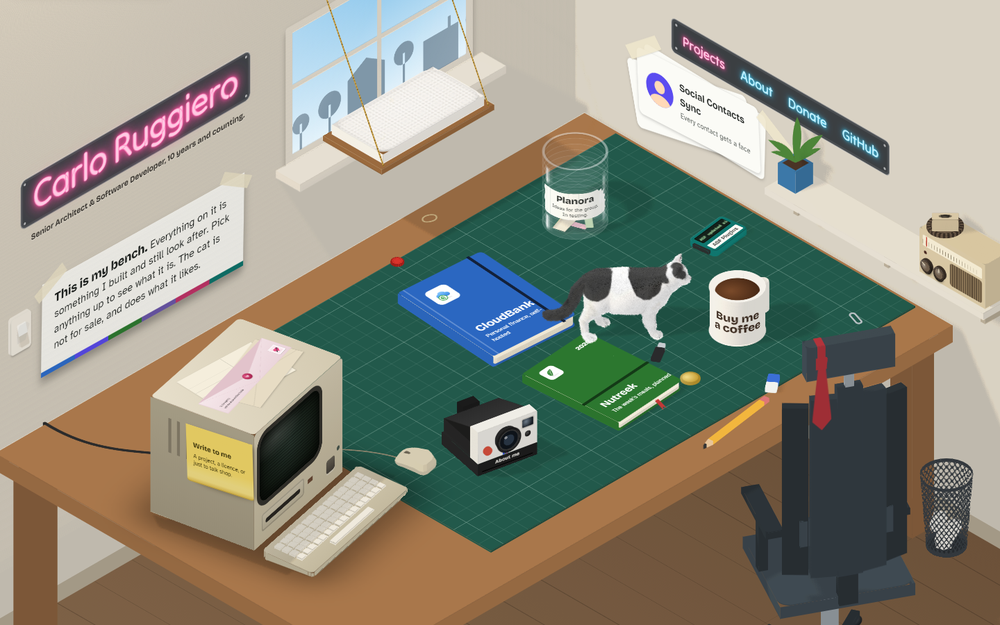 Carlo Ruggiero
Senior Architect & Software Developer, 10 years and counting.
This is my bench. Everything on it is
something I built and still look after. Pick
anything up to see what it is. The cat is
not for sale, and does what it likes.
Projects
About
Donate
GitHub
Social Contacts
Sync
Every contact gets a face
Planora
Ideas for the group
In testing.
CloudBank
Personal finance, self-
Nutreek
The week's meals, planned
Buy me
a coffee
Write to me
A project, a licence, or
just to talk shop.
About me